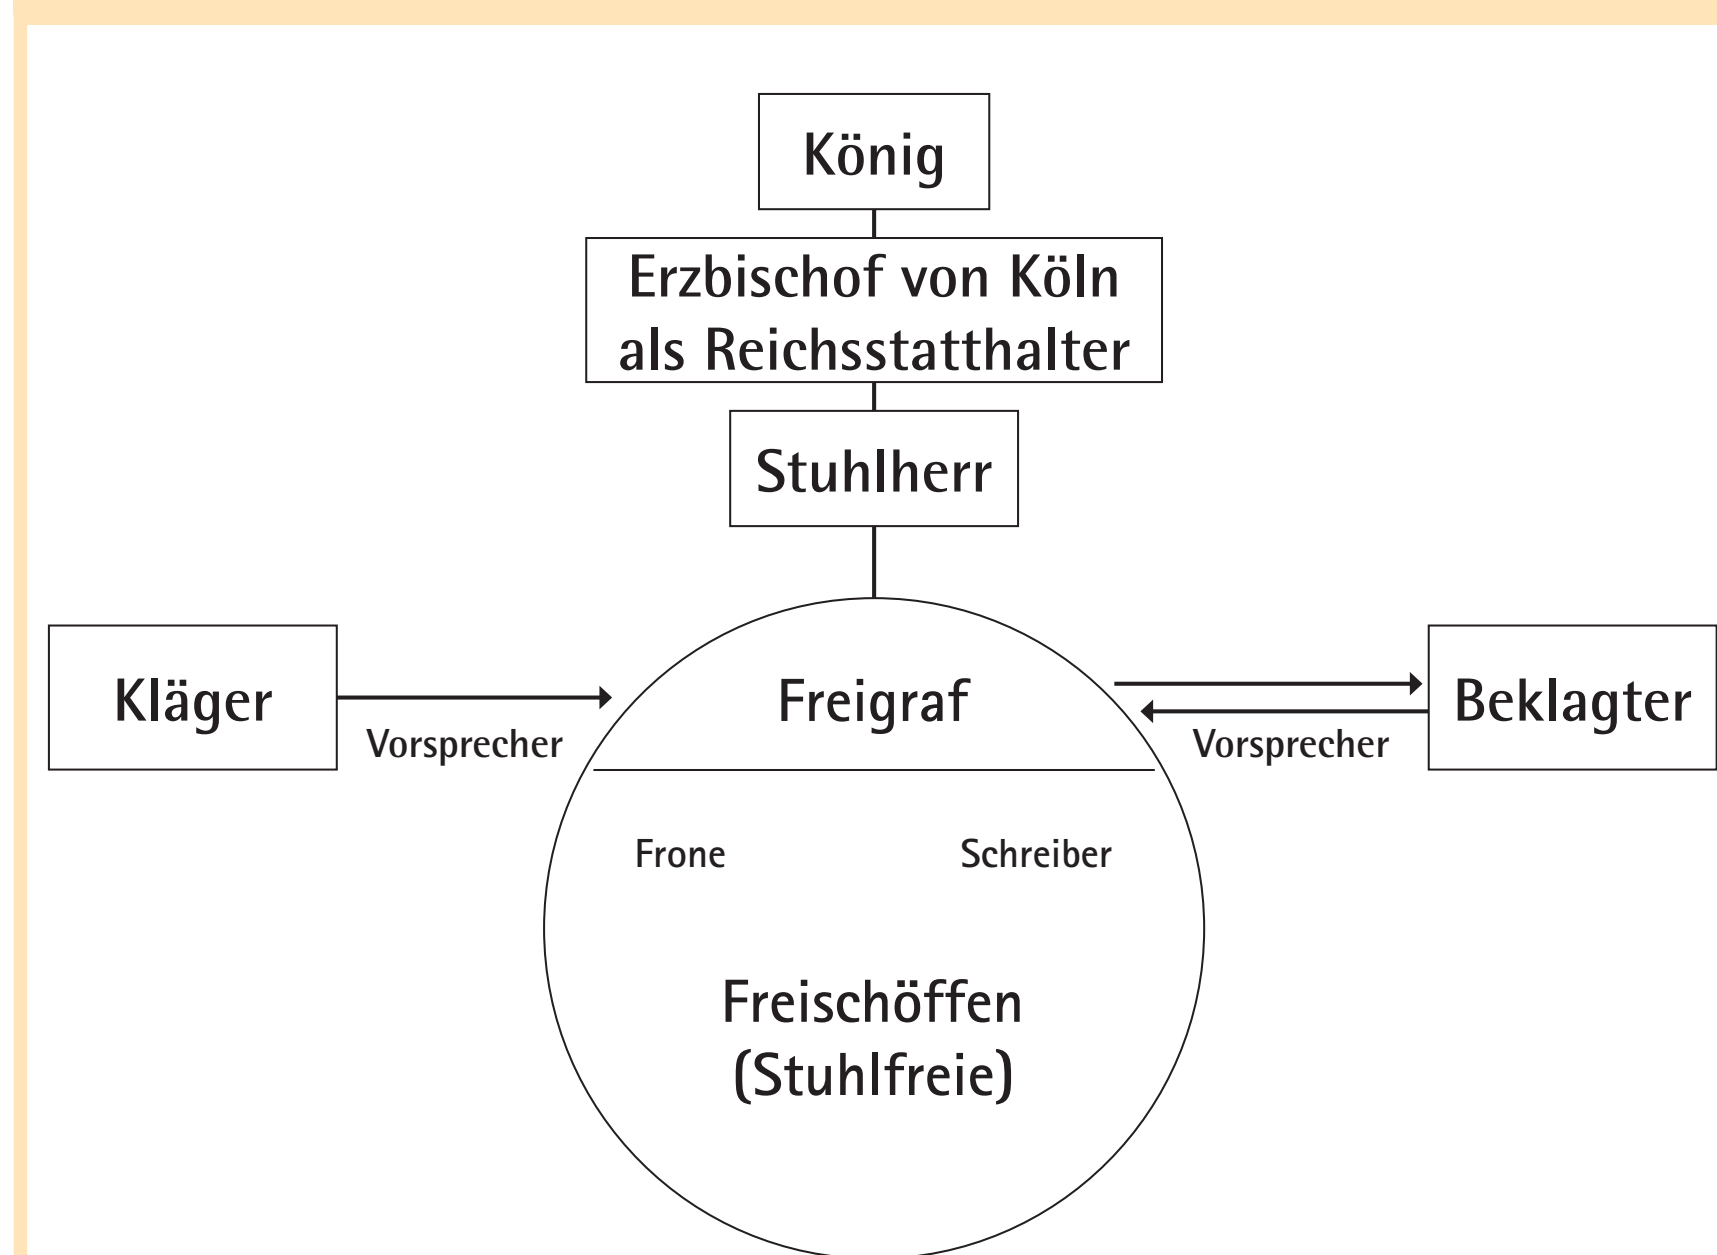 König
Erzbischof von Köln
als Reichsstatthalter
Stuhlherr
Kläger
Vorsprecher
Freigraf
Vorsprecher
Beklagter
Frone
Schreiber
Freischöffen
(Stuhlfreie)